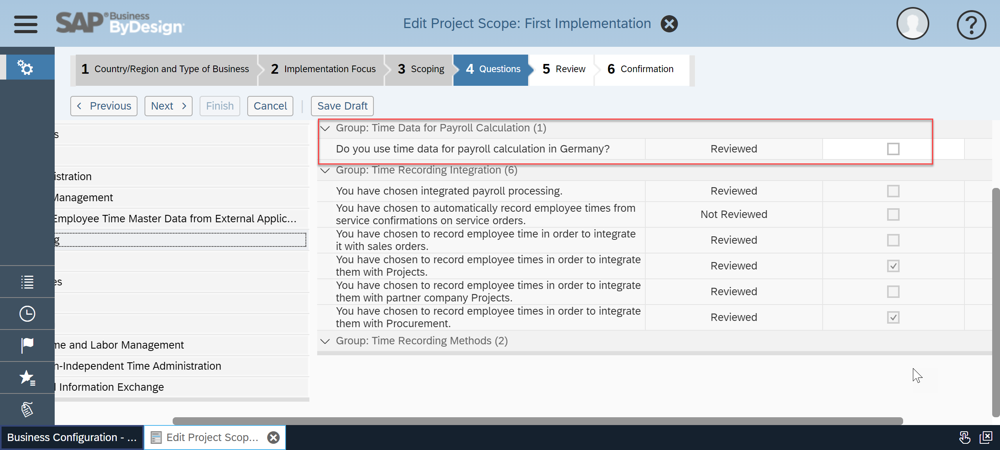 SAP® Business ByDesign
Edit Project Scope: First Implementation
1 Country/Region and Type of Business
2 Implementation Focus
3 Scoping
4 Questions
5 Review
6 Confirmation
Previous
Next
Finish
Cancel
Save Draft
s
istration
Management
Employee Time Master Data from External Applic...
g
es
me and Labor Management
n-Independent Time Administration
l Information Exchange
Group: Time Data for Payroll Calculation (1)
Do you use time data for payroll calculation in Germany? Reviewed
Group: Time Recording Integration (6)
You have chosen integrated payroll processing. Reviewed
You have chosen to automatically record employee times from
service confirmations on service orders. Not Reviewed
You have chosen to record employee time in order to integrate
it with sales orders. Reviewed
You have chosen to record employee times in order to integrate
them with Projects. Reviewed
You have chosen to record employee times in order to integrate
them with partner company Projects. Reviewed
You have chosen to record employee times in order to integrate
them with Procurement. Reviewed
Group: Time Recording Methods (2)
Business Configuration - ...
Edit Project Scop...